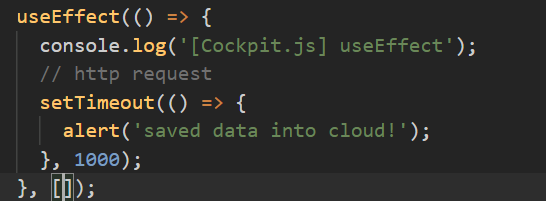 useEffect(() => {
console.log('[Cockpit.js] useEffect');
// http request
setTimeout(() => {
alert('saved data into cloud!');
}, 1000);
}, []);